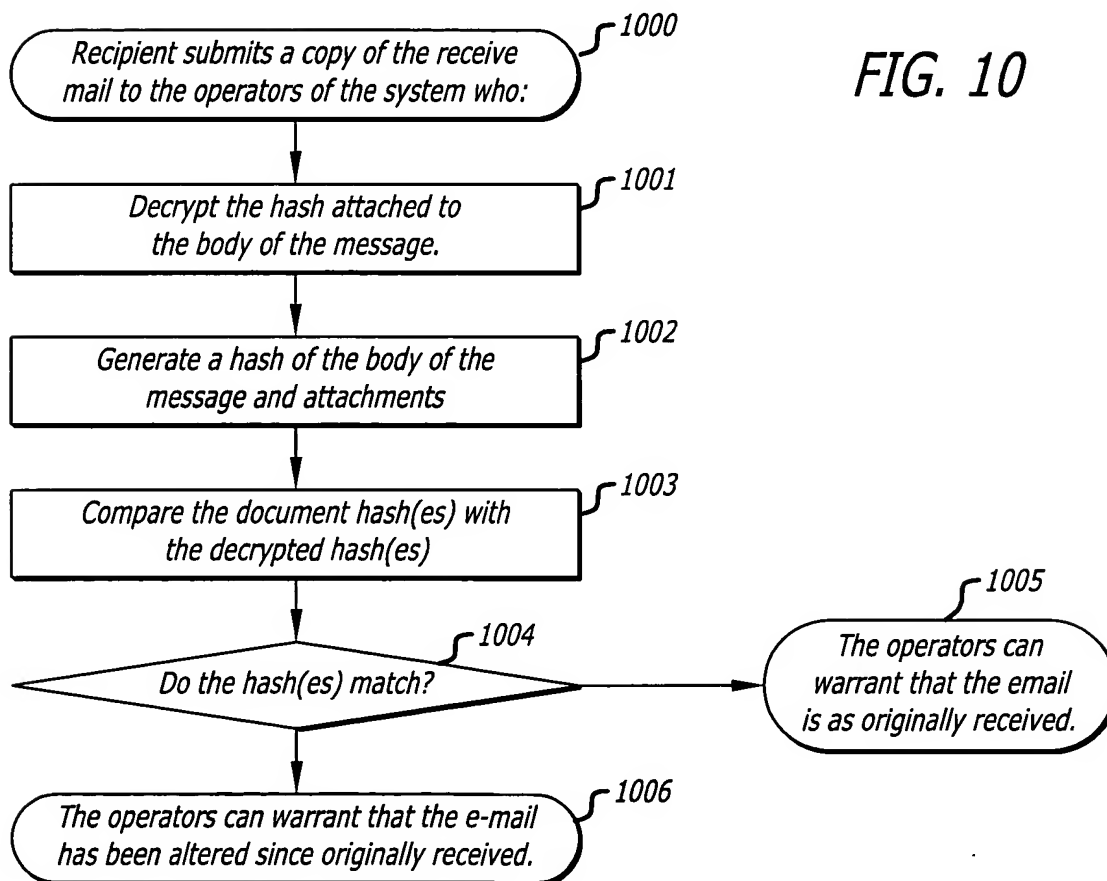 1000
FIG. 10
Recipient submits a copy of the receive
mail to the operators of the system who:
1001
Decrypt the hash attached to
the body of the message.
1002
Generate a hash of the body of the
message and attachments
1003
Compare the document hash(es) with
the decrypted hash(es)
1004
Do the hash(es) match?
1005
The operators can
warrant that the email
is as originally received.
1006
The operators can warrant that the e-mail
has been altered since originally received.